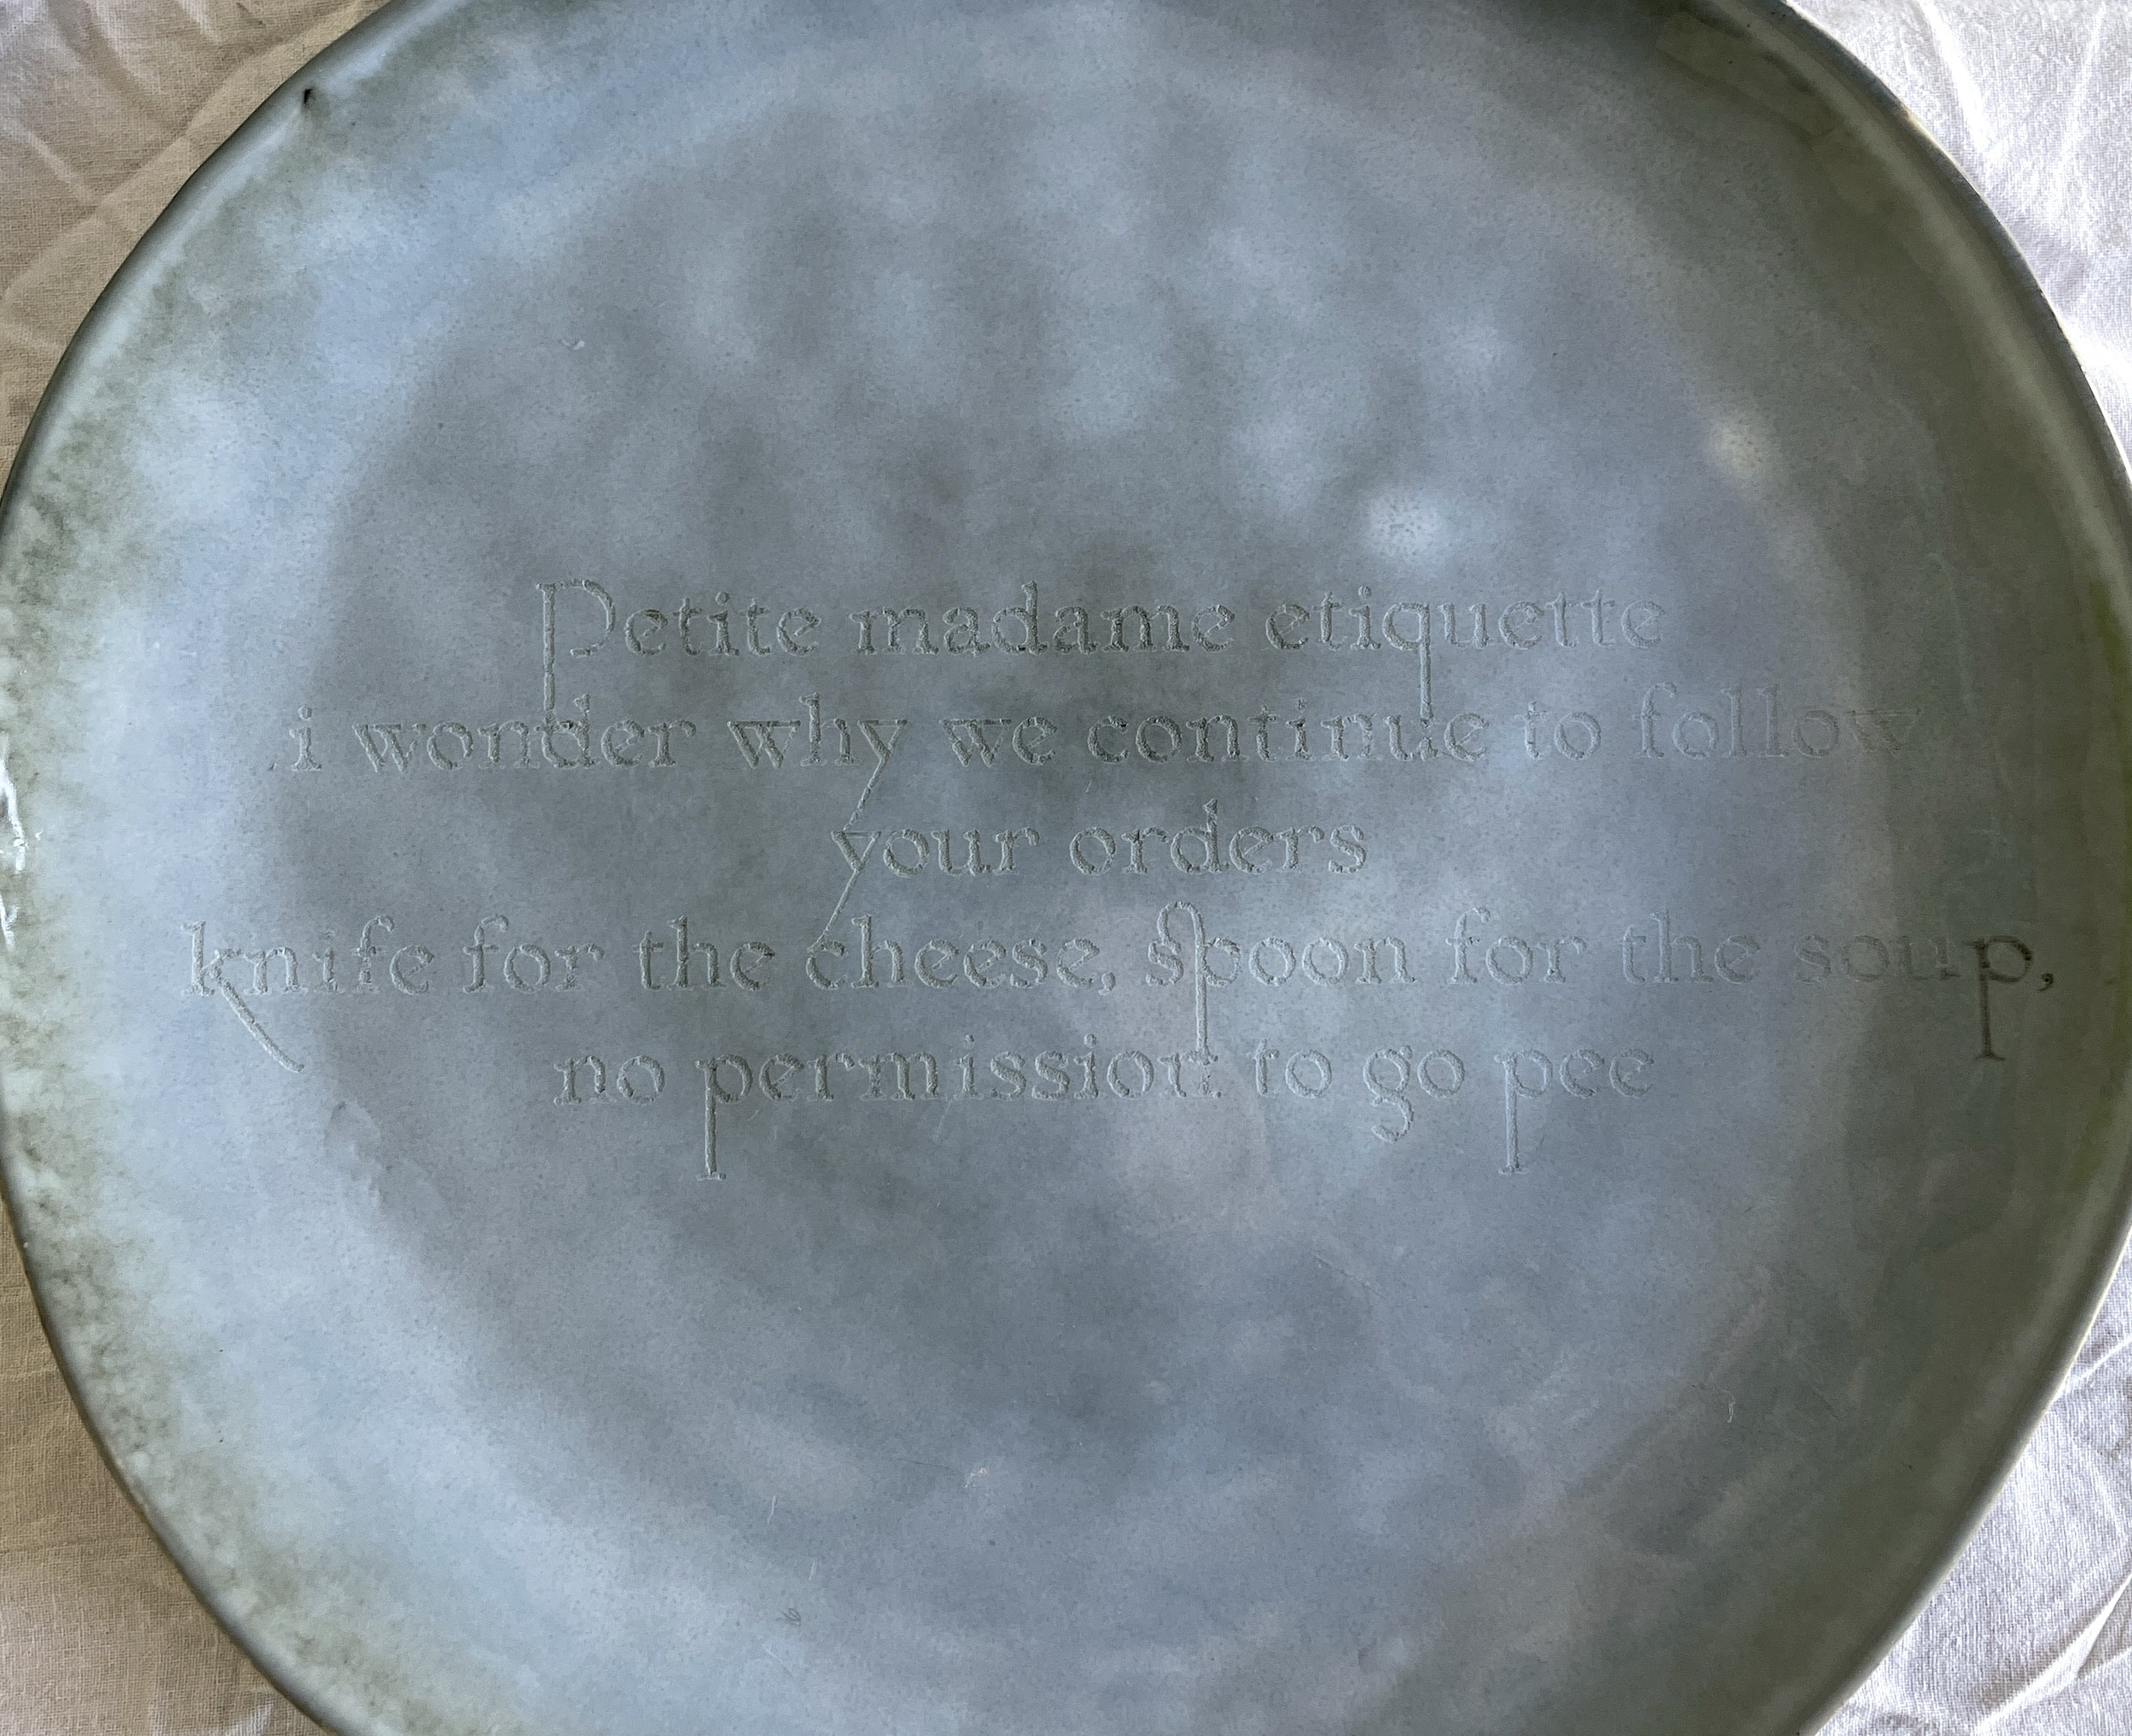 Petite madame etiquette
i wonder why we continue to follow
your orders
knife for the cheese, spoon for the soup,
no permission to go pee